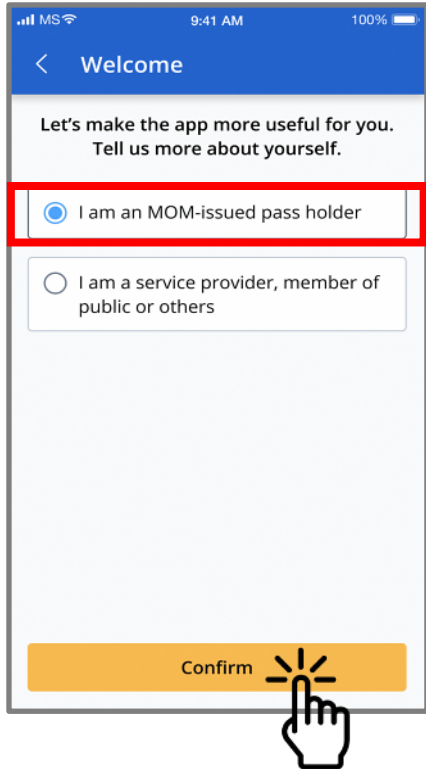 MS 9:41 AM 100%
Welcome
Let's make the app more useful for you.
Tell us more about yourself.
I am an MOM-issued pass holder
I am a service provider, member of
public or others
Confirm